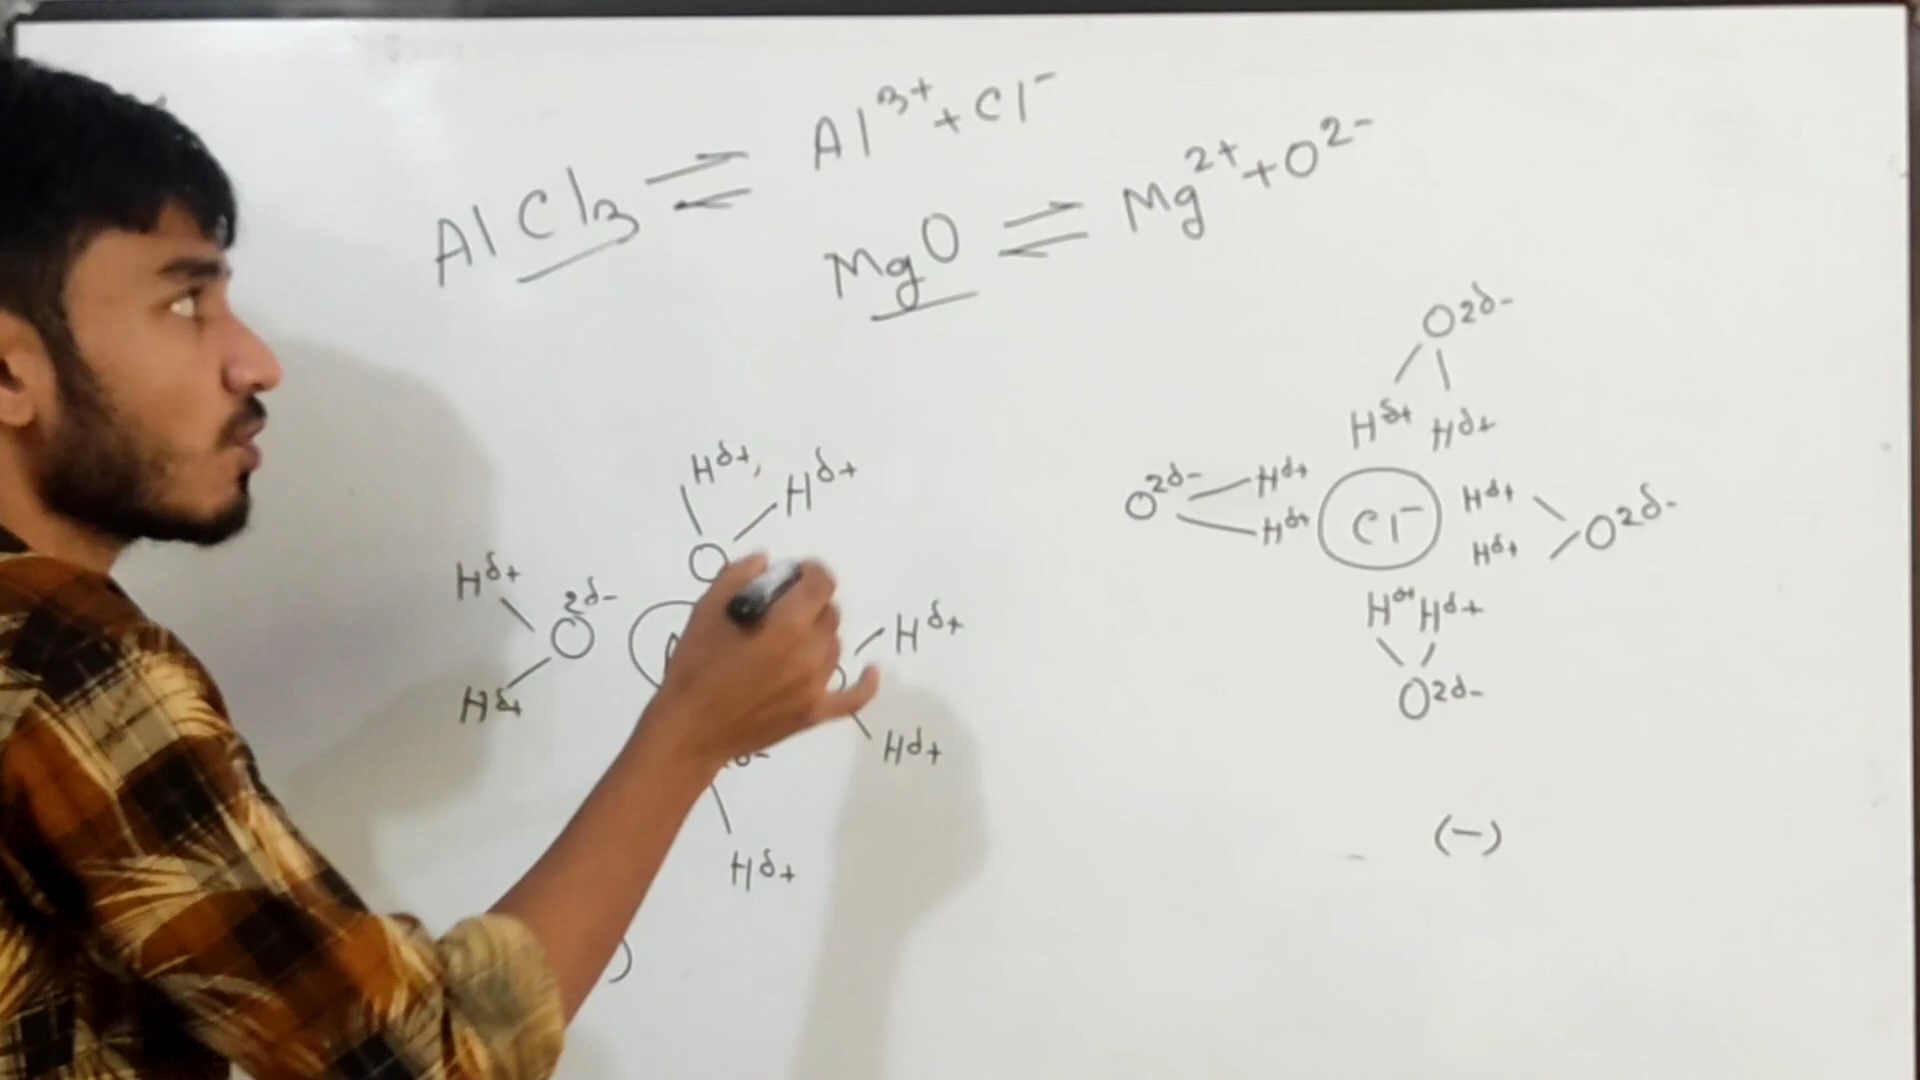 AlCl₃ ⇌ Al³⁺ + Cl⁻
MgO ⇌ Mg²⁺ + O²⁻
O²ᵟ⁻
Hᵟ⁺ Hᵟ⁺
Hᵟ⁺ Hᵟ⁺
O
Hᵟ⁺
O²ᵟ⁻
Hᵟ⁺
Hᵟ⁺
Hᵟ⁺
Hᵟ⁺
O²ᵟ⁻
Hᵟ⁺
Hᵟ⁺
Cl⁻
Hᵟ⁺
Hᵟ⁺
O²ᵟ⁻
Hᵟ⁺ Hᵟ⁺
O²ᵟ⁻
(−)